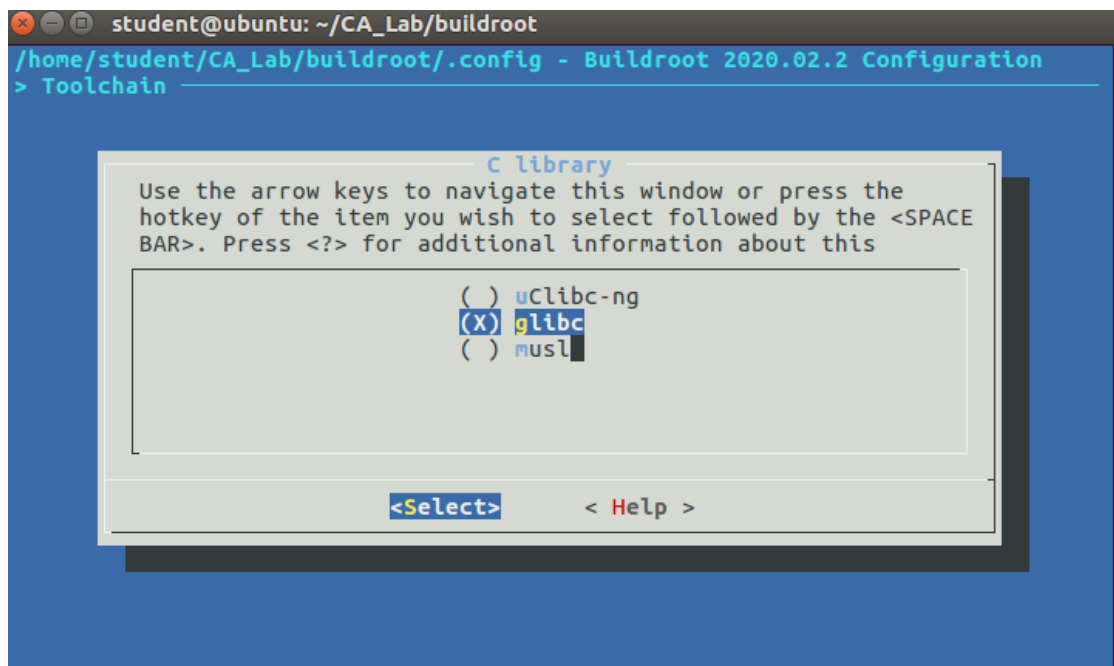 student@ubuntu: ~/CA_Lab/buildroot
/home/student/CA_Lab/buildroot/.config - Buildroot 2020.02.2 Configuration
> Toolchain
C library
Use the arrow keys to navigate this window or press the
hotkey of the item you wish to select followed by the <SPACE
BAR>. Press <?> for additional information about this
( ) uClibc-ng
(X) glibc
( ) musl
<Select> < Help >